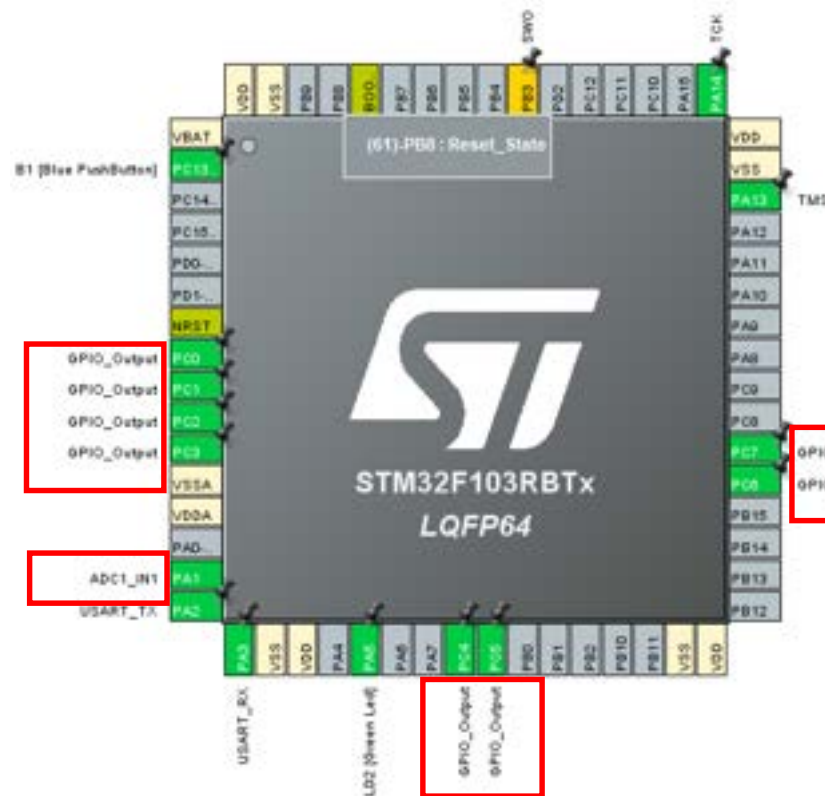 SWO
TCK
VDD
VSS
PB9
PB8
BOO..
PB7
PB6
PB5
PB4
PB3
PD2
PC12
PC11
PC10
PA15
PA14
(61)-PB8 : Reset_State
VBAT
B1 [Blue PushButton]
PC13..
PC14..
PC15..
PD0-..
PD1-..
NRST
GPIO_Output
PC0
GPIO_Output
PC1
GPIO_Output
PC2
GPIO_Output
PC3
VSSA
VDDA
PA0-..
ADC1_IN1
PA1
USART_TX
PA2
VDD
VSS
PA13
TMS
PA12
PA11
PA10
PA9
PA8
PC9
PC8
PC7
GPIO
PC6
GPIO
PB15
PB14
PB13
PB12
STM32F103RBTx
LQFP64
PA3
VSS
VDD
PA4
PA5
PA6
PA7
PC4
PC5
PB0
PB1
PB2
PB10
PB11
VSS
VDD
USART_RX
LD2 [Green Led]
GPIO_Output
GPIO_Output